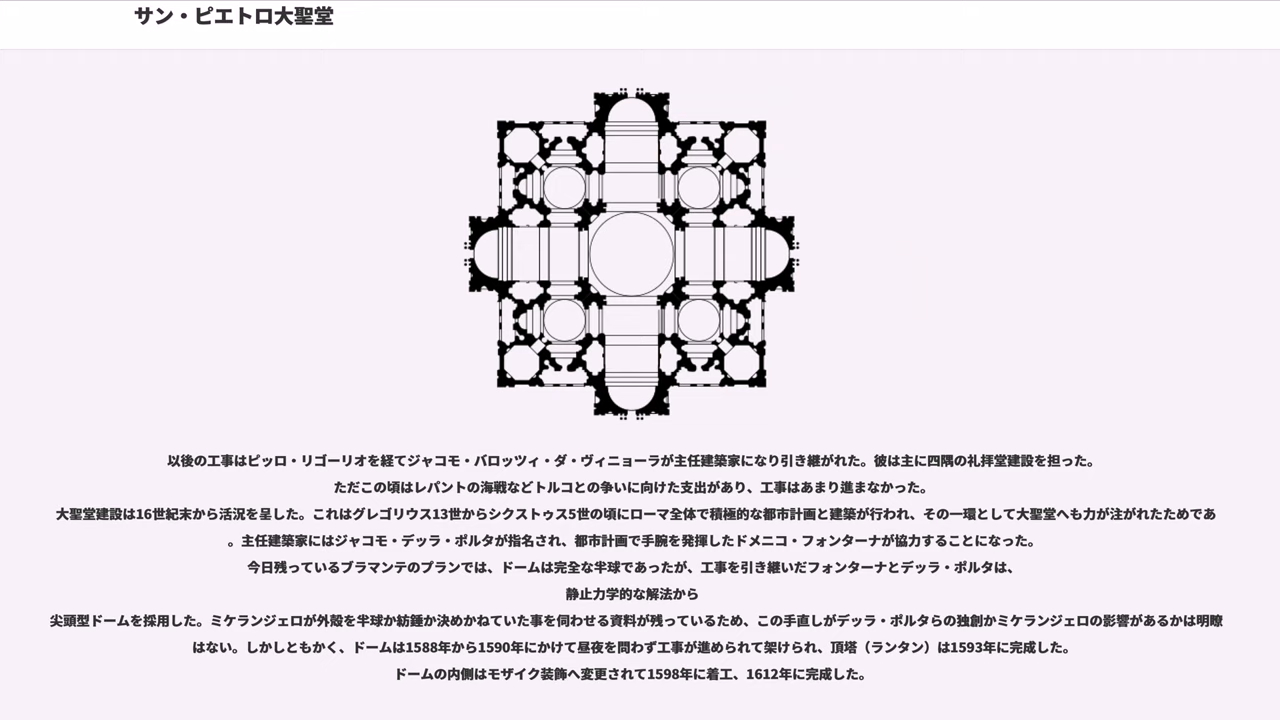 サン・ピエトロ大聖堂
以後の工事はピッロ・リゴーリオを経てジャコモ・バロッツィ・ダ・ヴィニョーラが主任建築家になり引き継がれた。彼は主に四隅の礼拝堂建設を担った。
ただこの頃はレパントの海戦などトルコとの争いに向けた支出があり、工事はあまり進まなかった。
大聖堂建設は16世紀末から活況を呈した。これはグレゴリウス13世からシクストゥス5世の頃にローマ全体で積極的な都市計画と建築が行われ、その一環として大聖堂へも力が注がれたためであ
。主任建築家にはジャコモ・デッラ・ポルタが指名され、都市計画で手腕を発揮したドメニコ・フォンターナが協力することになった。
今日残っているブラマンテのプランでは、ドームは完全な半球であったが、工事を引き継いだフォンターナとデッラ・ポルタは、
静止力学的な解法から
尖頭型ドームを採用した。ミケランジェロが外殻を半球か紡錘か決めかねていた事を伺わせる資料が残っているため、この手直しがデッラ・ポルタらの独創かミケランジェロの影響があるかは明瞭
はない。しかしともかく、ドームは1588年から1590年にかけて昼夜を問わず工事が進められて架けられ、頂塔（ランタン）は1593年に完成した。
ドームの内側はモザイク装飾へ変更されて1598年に着工、1612年に完成した。